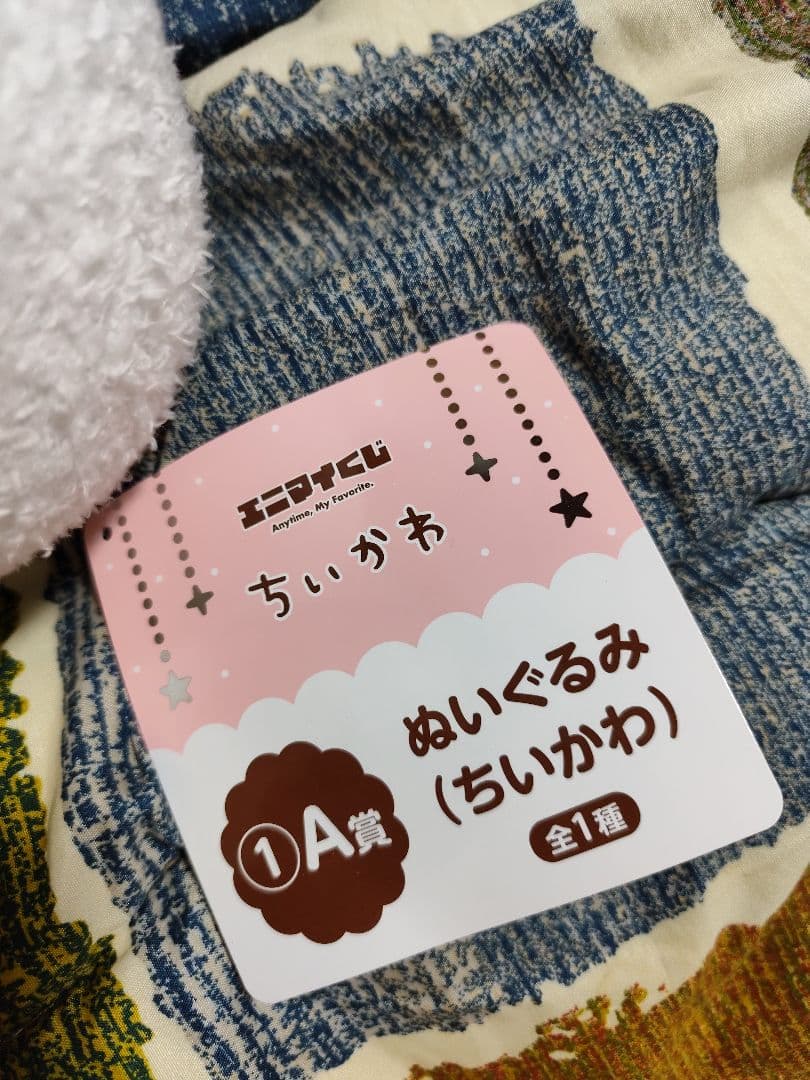 エニマイくじ
Anytime, My Favorite.
ちいかわ
ぬいぐるみ
(ちいかわ)
①A賞
全1種